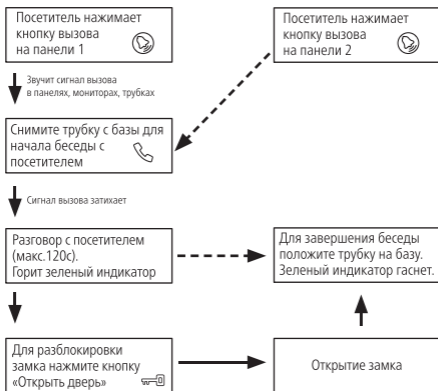 Посетитель нажимает
кнопку вызова
на панели 1
Посетитель нажимает
кнопку вызова
на панели 2
Звучит сигнал вызова
в панелях, мониторах, трубках
Снимите трубку с базы для
начала беседы с
посетителем
Сигнал вызова затихает
Разговор с посетителем
(макс.120с).
Горит зеленый индикатор
Для завершения беседы
положите трубку на базу.
Зеленый индикатор гаснет.
Для разблокировки
замка нажмите кнопку
«Открыть дверь»
Открытие замка